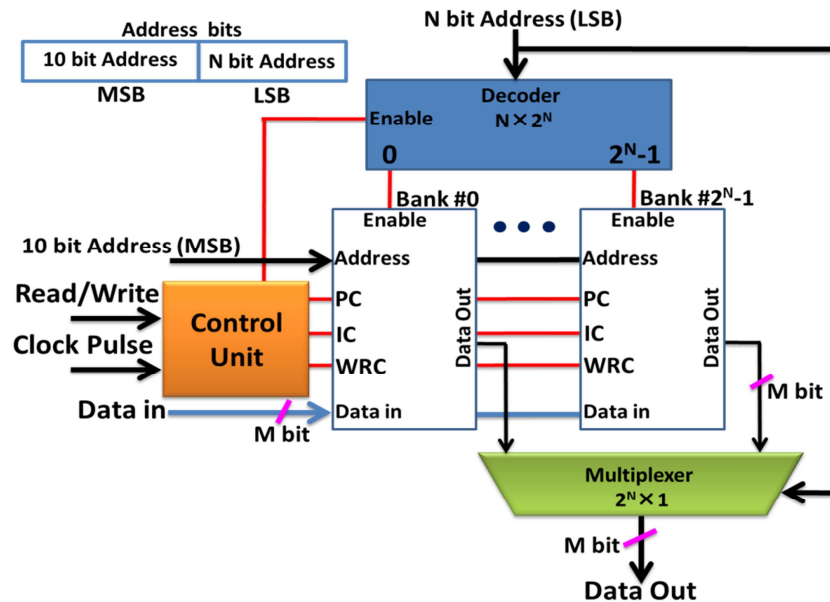 Address bits
10 bit Address
N bit Address
MSB
LSB
N bit Address (LSB)
Decoder
N × 2ᴺ
Enable
0
2ᴺ-1
Bank #0
Bank #2ᴺ-1
Enable
Enable
10 bit Address (MSB)
Address
Address
Read/Write
Clock Pulse
Control
Unit
PC
IC
WRC
Data Out
PC
IC
WRC
Data Out
Data in
M bit
Data in
Data in
M bit
Multiplexer
2ᴺ × 1
M bit
Data Out